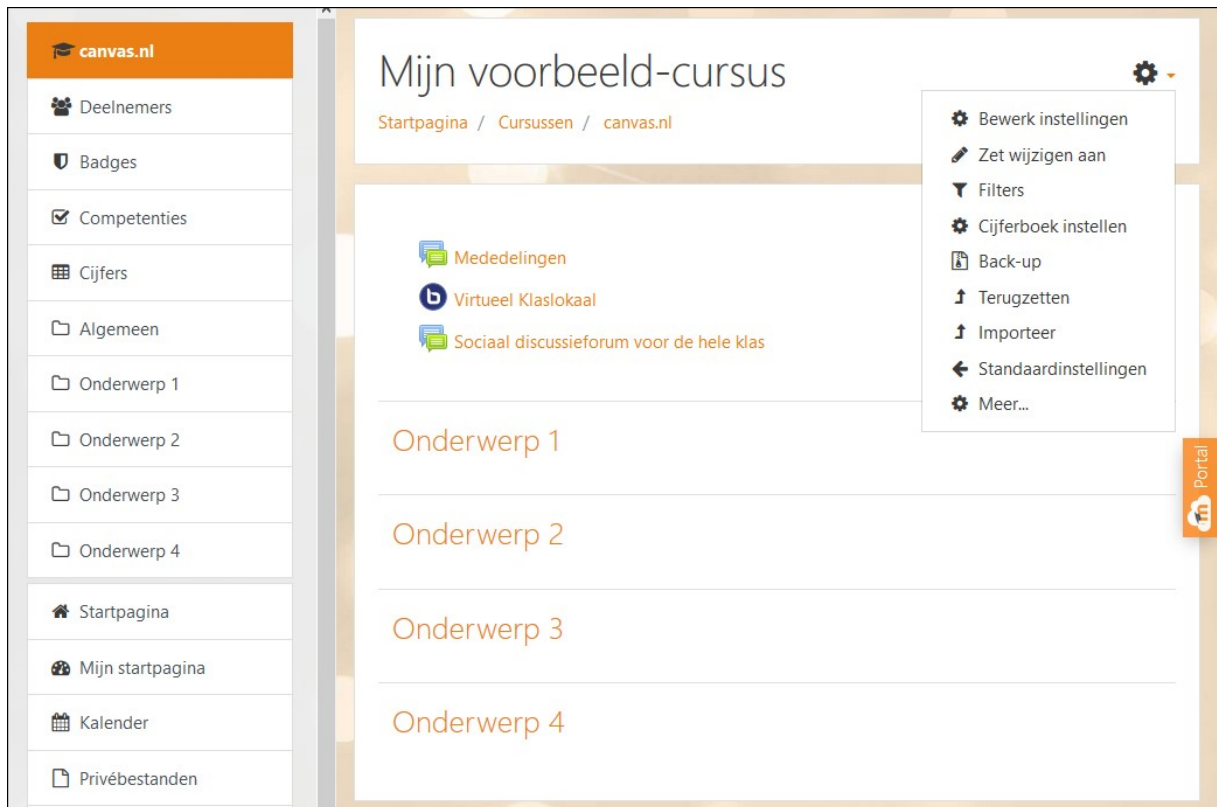 canvas.nl
Deelnemers
Badges
Competenties
Cijfers
Algemeen
Onderwerp 1
Onderwerp 2
Onderwerp 3
Onderwerp 4
Startpagina
Mijn startpagina
Kalender
Privébestanden
Mijn voorbeeld-cursus
Startpagina / Cursussen / canvas.nl
Bewerk instellingen
Zet wijzigen aan
Filters
Cijferboek instellen
Back-up
Terugzetten
Importeer
Standaardinstellingen
Meer...
Mededelingen
b Virtueel Klaslokaal
Sociaal discussieforum voor de hele klas
Onderwerp 1
Onderwerp 2
Onderwerp 3
Onderwerp 4
m Portal